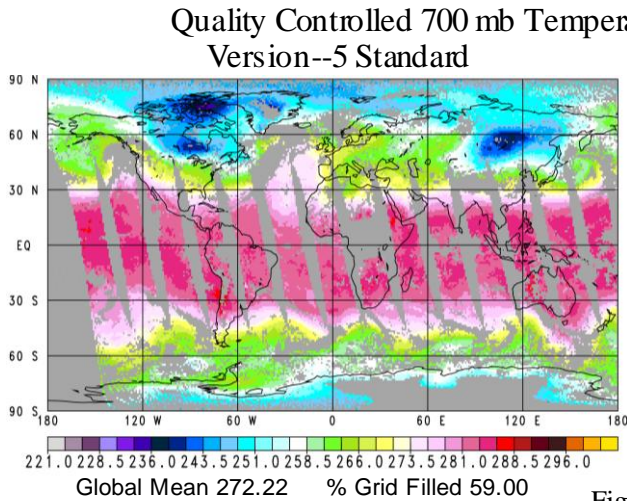 Quality Controlled 700 mb Tempera
Version--5 Standard
90 N
60 N
30 N
EQ
30 S
60 S
90 S
180 120 W 60 W 0 60 E 120 E 180
221.0 228.5 236.0 243.5 251.0 258.5 266.0 273.5 281.0 288.5 296.0
Global Mean 272.22 % Grid Filled 59.00
Fig